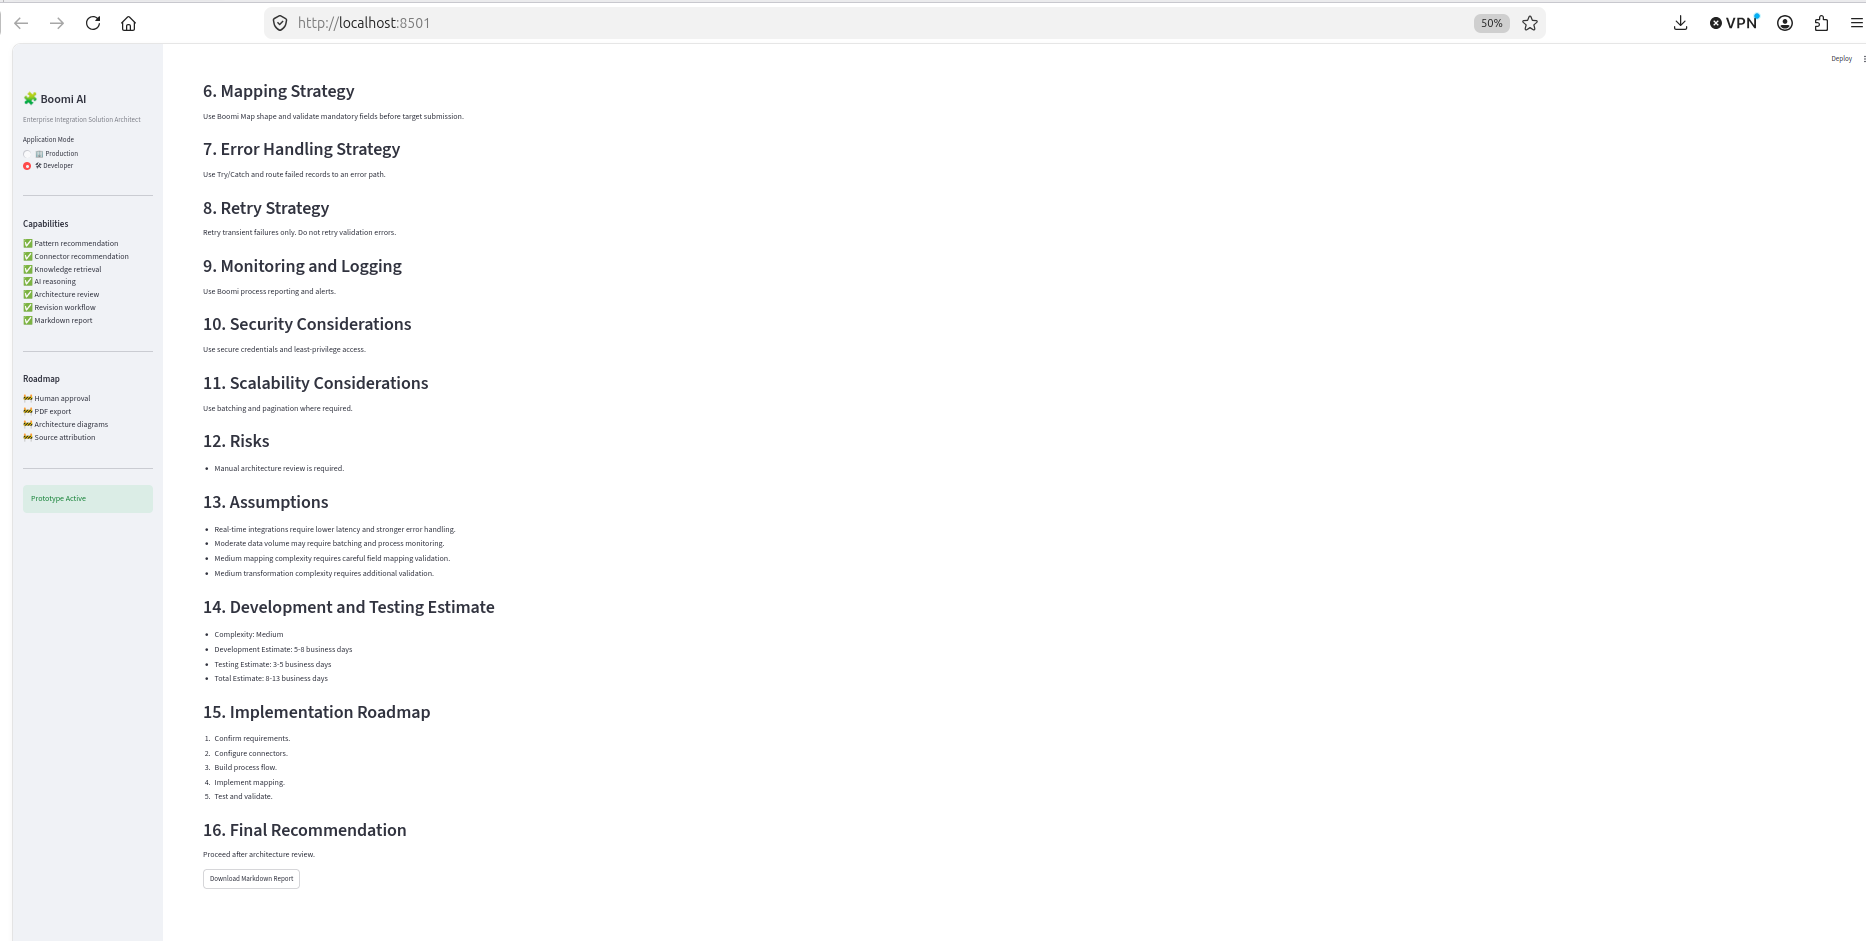 http://localhost:8501
50%
VPN
Deploy
Boomi AI
Enterprise Integration Solution Architect
Application Mode
Production
Developer
Capabilities
Pattern recommendation
Connector recommendation
Knowledge retrieval
AI reasoning
Architecture review
Revision workflow
Markdown report
Roadmap
Human approval
PDF export
Architecture diagrams
Source attribution
Prototype Active
6. Mapping Strategy
Use Boomi Map shape and validate mandatory fields before target submission.
7. Error Handling Strategy
Use Try/Catch and route failed records to an error path.
8. Retry Strategy
Retry transient failures only. Do not retry validation errors.
9. Monitoring and Logging
Use Boomi process reporting and alerts.
10. Security Considerations
Use secure credentials and least-privilege access.
11. Scalability Considerations
Use batching and pagination where required.
12. Risks
• Manual architecture review is required.
13. Assumptions
• Real-time integrations require lower latency and stronger error handling.
• Moderate data volume may require batching and process monitoring.
• Medium mapping complexity requires careful field mapping validation.
• Medium transformation complexity requires additional validation.
14. Development and Testing Estimate
• Complexity: Medium
• Development Estimate: 5-8 business days
• Testing Estimate: 3-5 business days
• Total Estimate: 8-13 business days
15. Implementation Roadmap
1. Confirm requirements.
2. Configure connectors.
3. Build process flow.
4. Implement mapping.
5. Test and validate.
16. Final Recommendation
Proceed after architecture review.
Download Markdown Report